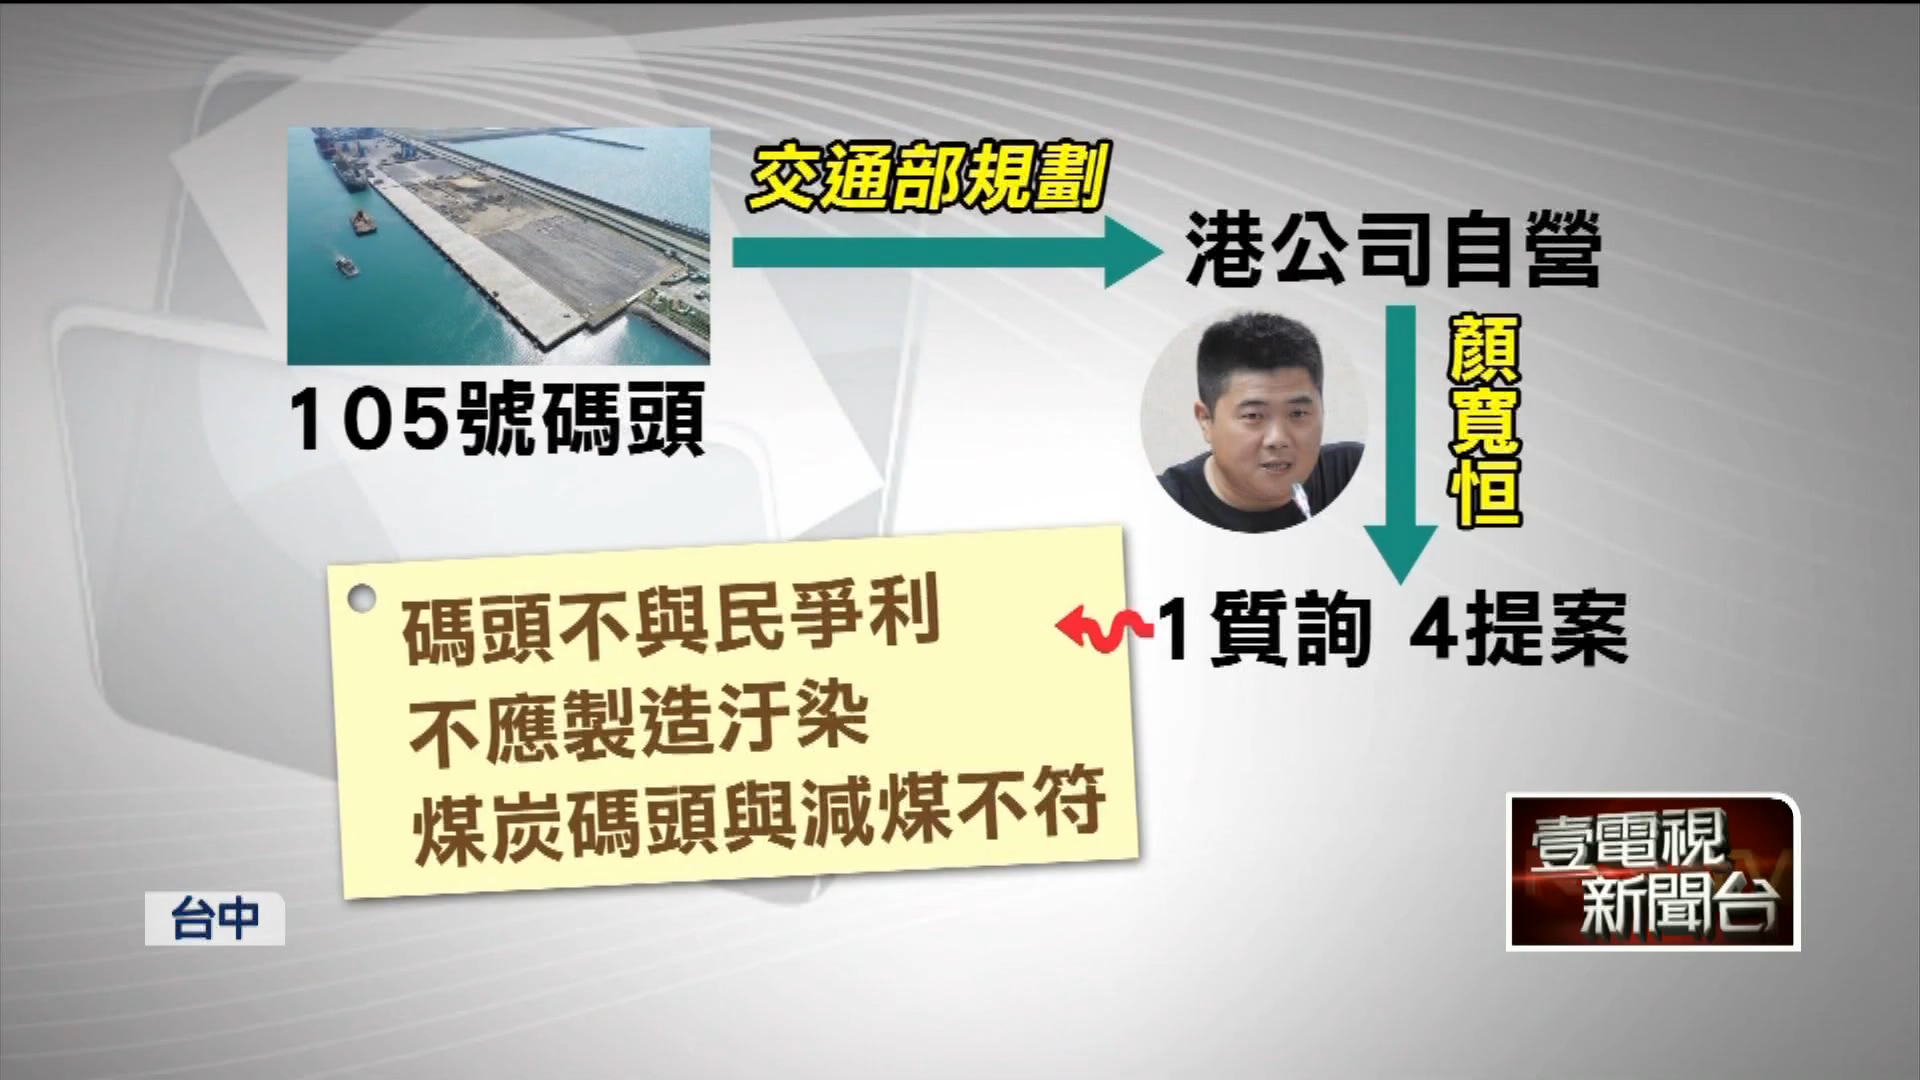 交通部規劃
港公司自營
105號碼頭
顏寬恒
1質詢 4提案
碼頭不與民爭利
不應製造汙染
煤炭碼頭與減煤不符
台中
壹電視
新聞台